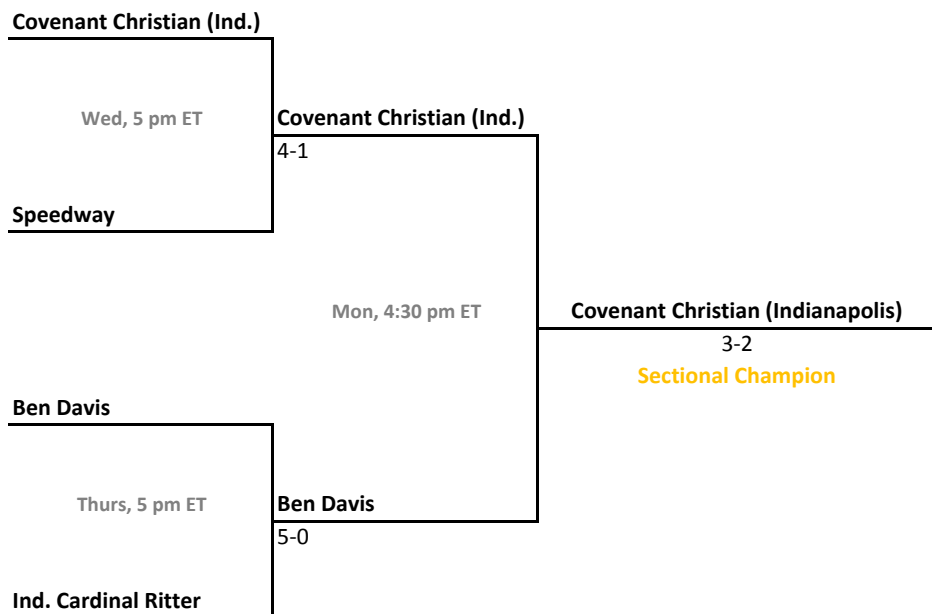 Covenant Christian (Ind.)
Wed, 5 pm ET
Covenant Christian (Ind.)
4-1
Speedway
Mon, 4:30 pm ET
Covenant Christian (Indianapolis)
3-2
Sectional Champion
Ben Davis
Thurs, 5 pm ET
Ben Davis
5-0
Ind. Cardinal Ritter